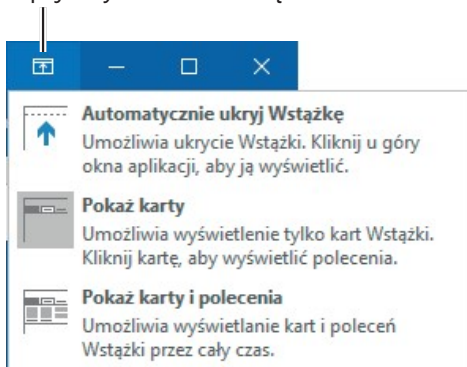 Automatycznie ukryj Wstążkę
Umożliwia ukrycie Wstążki. Kliknij u góry
okna aplikacji, aby ją wyświetlić.
Pokaż karty
Umożliwia wyświetlenie tylko kart Wstążki.
Kliknij kartę, aby wyświetlić polecenia.
Pokaż karty i polecenia
Umożliwia wyświetlanie kart i poleceń
Wstążki przez cały czas.